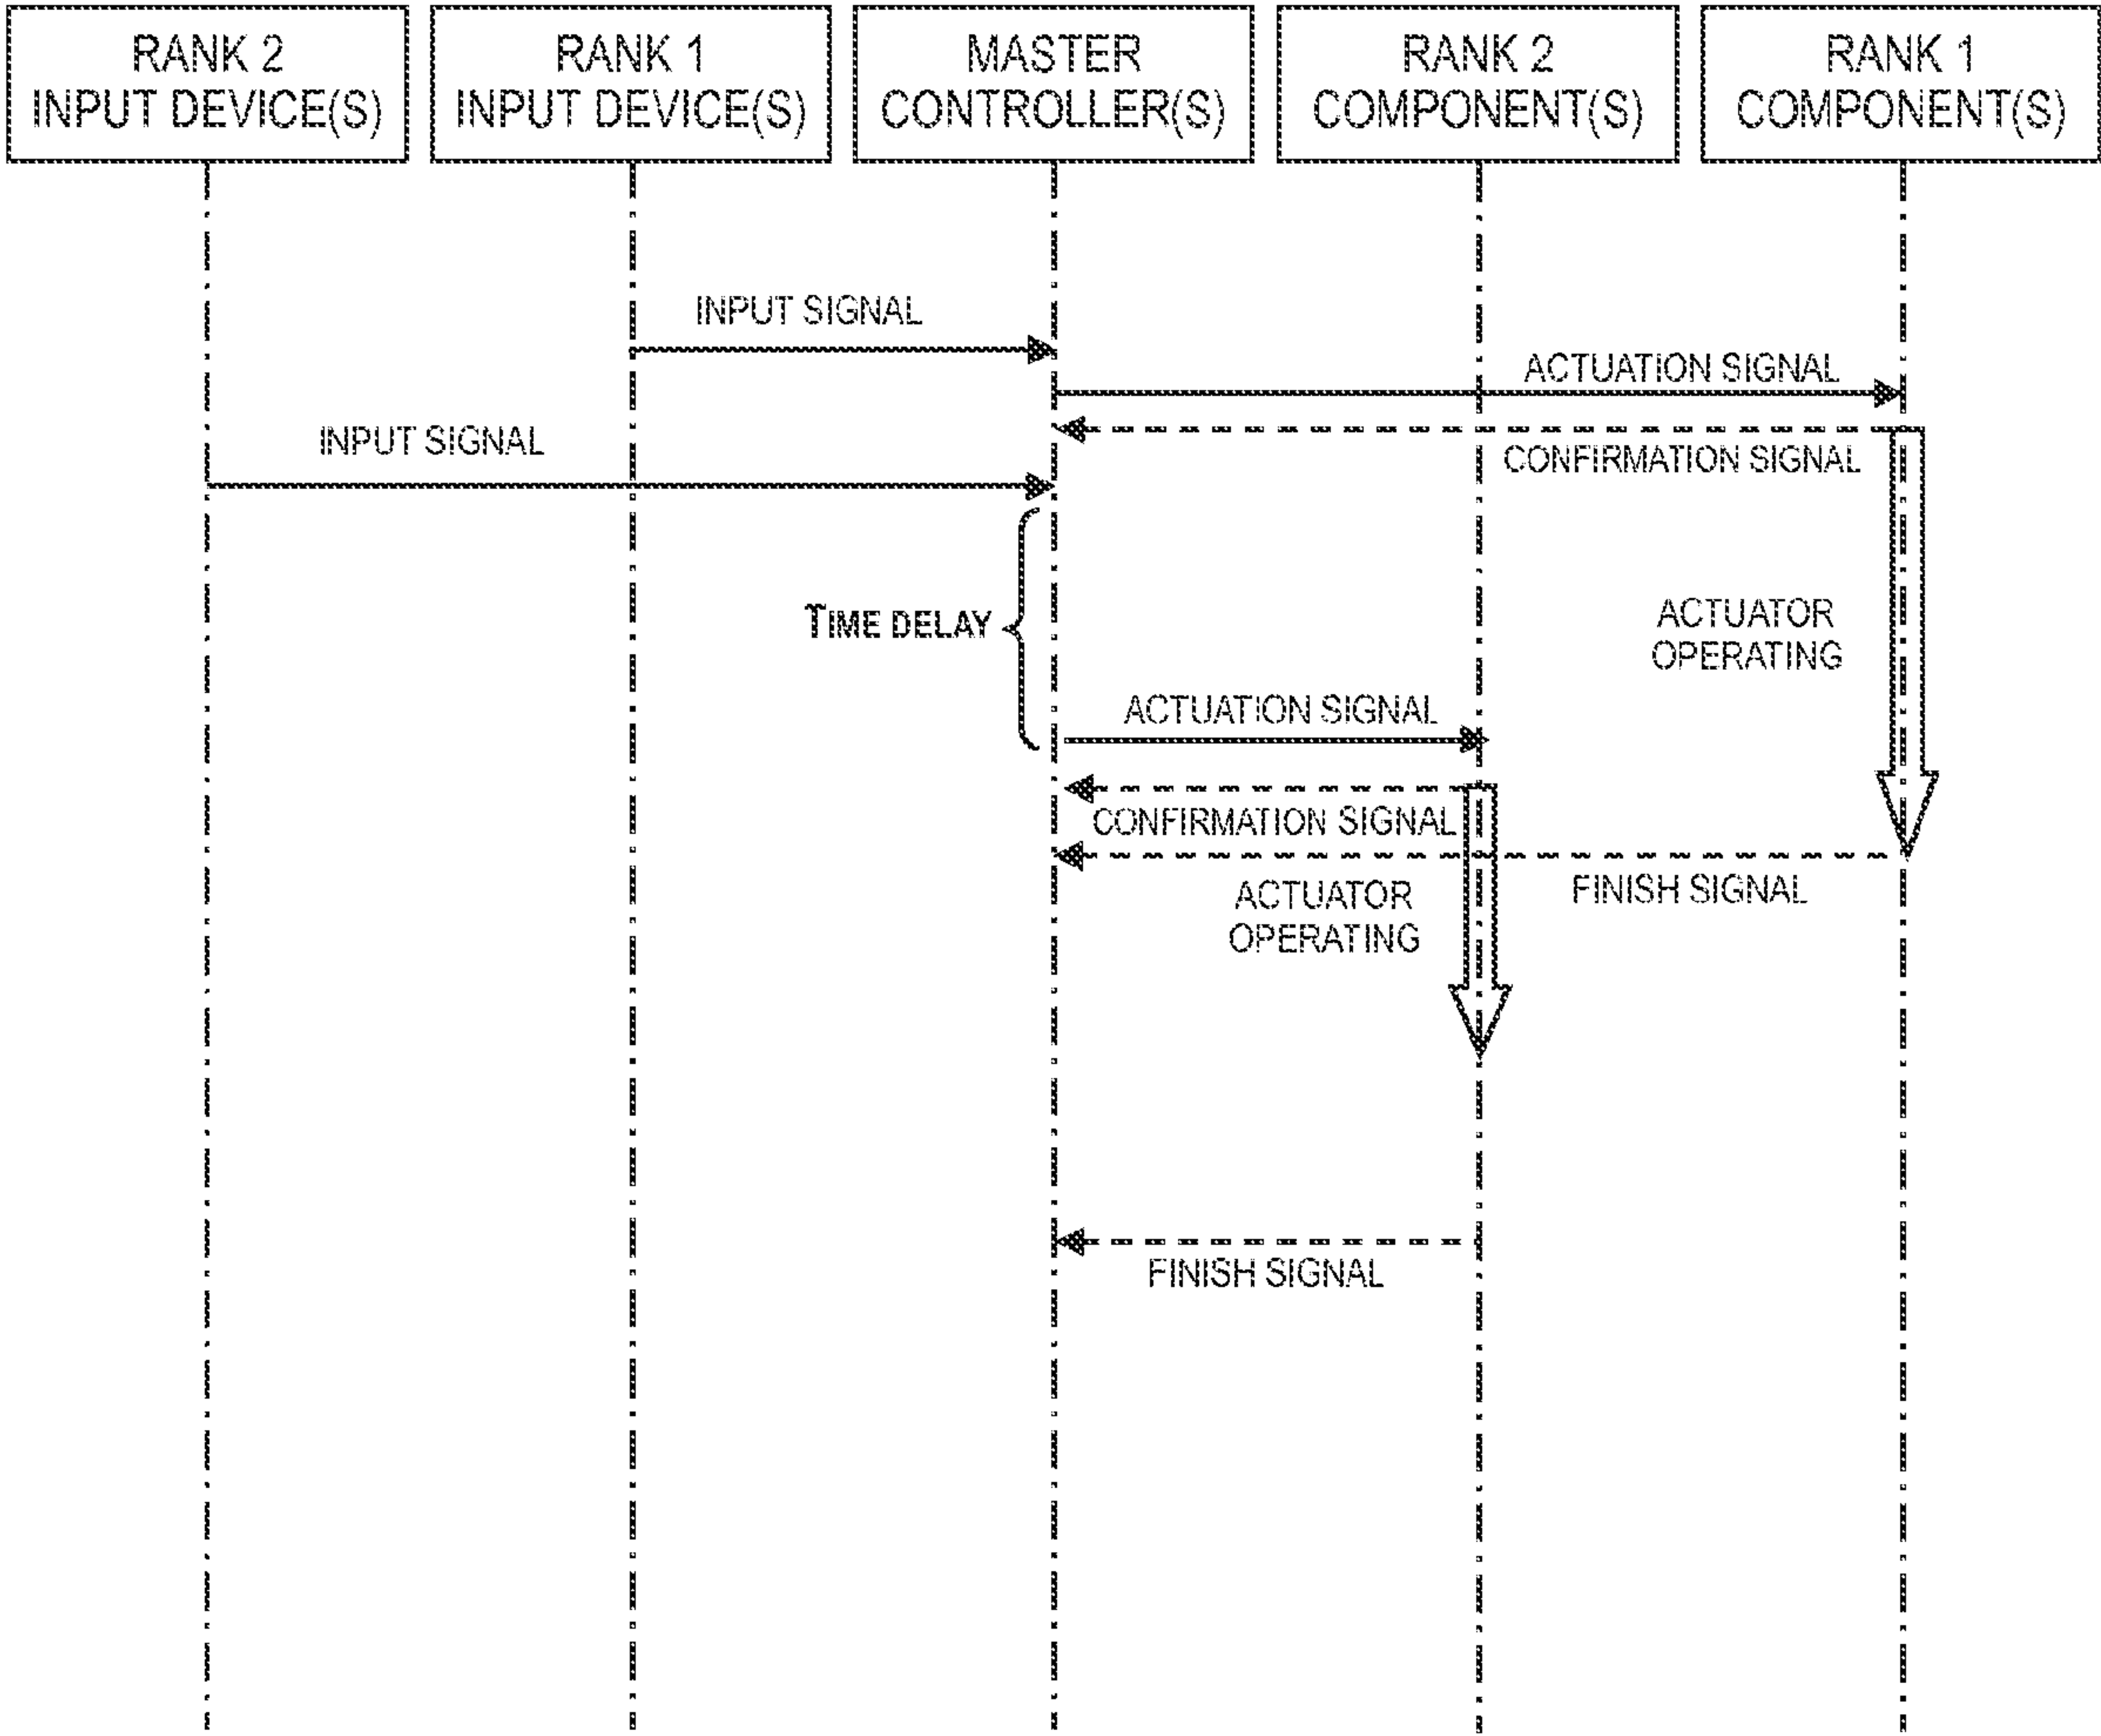 RANK 2
INPUT DEVICE(S)
RANK 1
INPUT DEVICE(S)
MASTER
CONTROLLER(S)
RANK 2
COMPONENT(S)
RANK 1
COMPONENT(S)
INPUT SIGNAL
ACTUATION SIGNAL
INPUT SIGNAL
CONFIRMATION SIGNAL
TIME DELAY
ACTUATOR
OPERATING
ACTUATION SIGNAL
CONFIRMATION SIGNAL
FINISH SIGNAL
ACTUATOR
OPERATING
FINISH SIGNAL